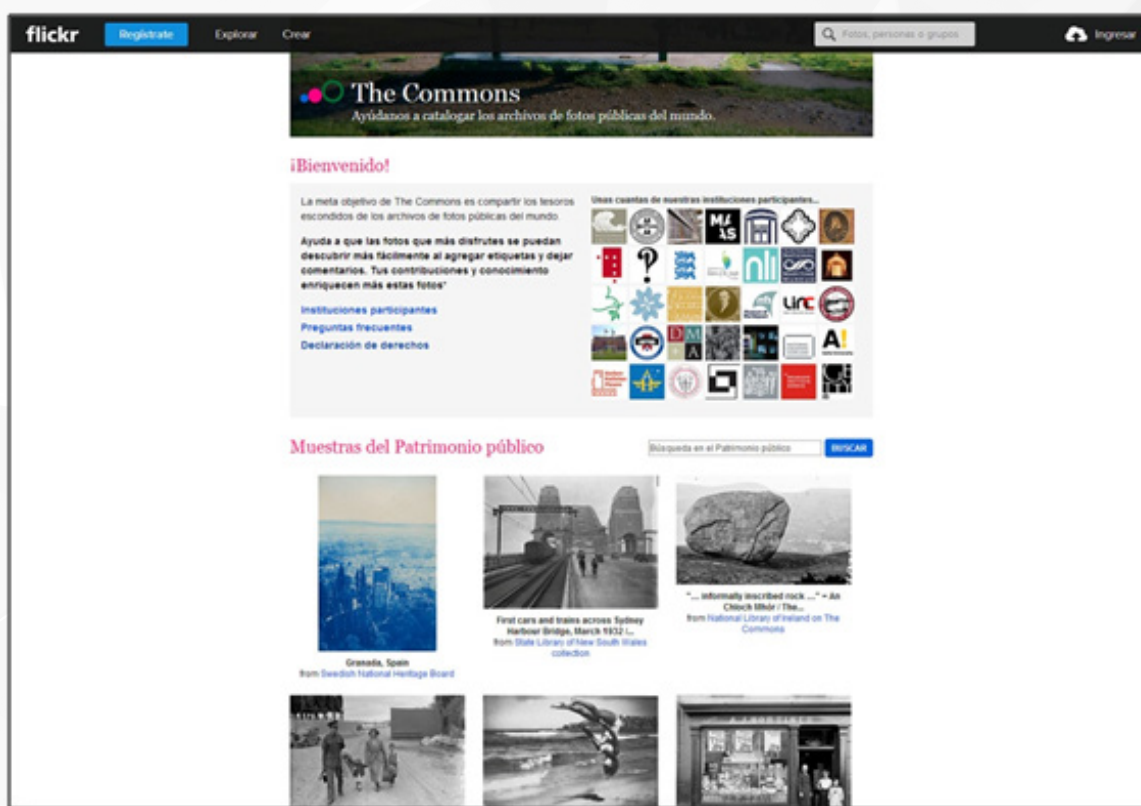 flickr
Regístrate
Explorar
Crear
Fotos, personas o grupos
Ingresar
The Commons
Ayúdanos a catalogar los archivos de fotos públicas del mundo.
¡Bienvenido!
La meta objetivo de The Commons es compartir los tesoros
escondidos de los archivos de fotos públicas del mundo.
Ayuda a que las fotos que más disfrutes se puedan
descubrir más fácilmente al agregar etiquetas y dejar
comentarios. Tus contribuciones y conocimiento
enriquecen más estas fotos*
Instituciones participantes
Preguntas frecuentes
Declaración de derechos
Unas cuantas de nuestras instituciones participantes...
MAAS
?
nli
DMA
A!
Muestras del Patrimonio público
Búsqueda en el Patrimonio público
BUSCAR
Granada, Spain
from Swedish National Heritage Board
First cars and trains across Sydney
Harbour Bridge, March 1932 /...
from State Library of New South Wales
collection
"... informally inscribed rock ..." = An
Chloch Mhór / The...
from National Library of Ireland on The
Commons